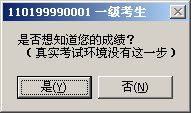 110199990001 一级考生
是否想知道您的成绩？
（真实考试环境没有这一步）
是(Y)
否(N)